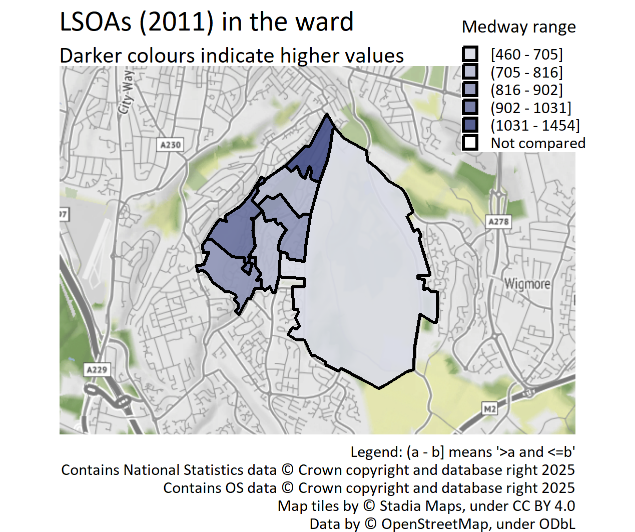 LSOAs (2011) in the ward
Darker colours indicate higher values
Medway range
[460 - 705]
(705 - 816]
(816 - 902]
(902 - 1031]
(1031 - 1454]
Not compared
City Way
A230
A278
Wigmore
A229
M2
Legend: (a - b] means '>a and <=b'
Contains National Statistics data © Crown copyright and database right 2025
Contains OS data © Crown copyright and database right 2025
Map tiles by © Stadia Maps, under CC BY 4.0
Data by © OpenStreetMap, under ODbL